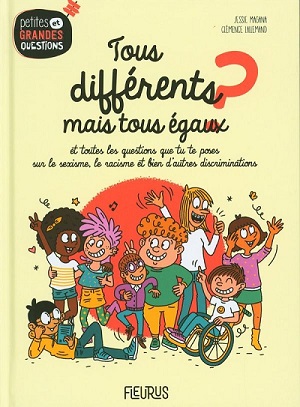 petites et
GRANDES
QUESTIONS
JESSIE MAGANA
CLÉMENCE LALLEMAND
Tous
différents
mais tous égaux ?
et toutes les questions que tu te poses
sur le sexisme, le racisme et bien d'autres discriminations
FLEURUS